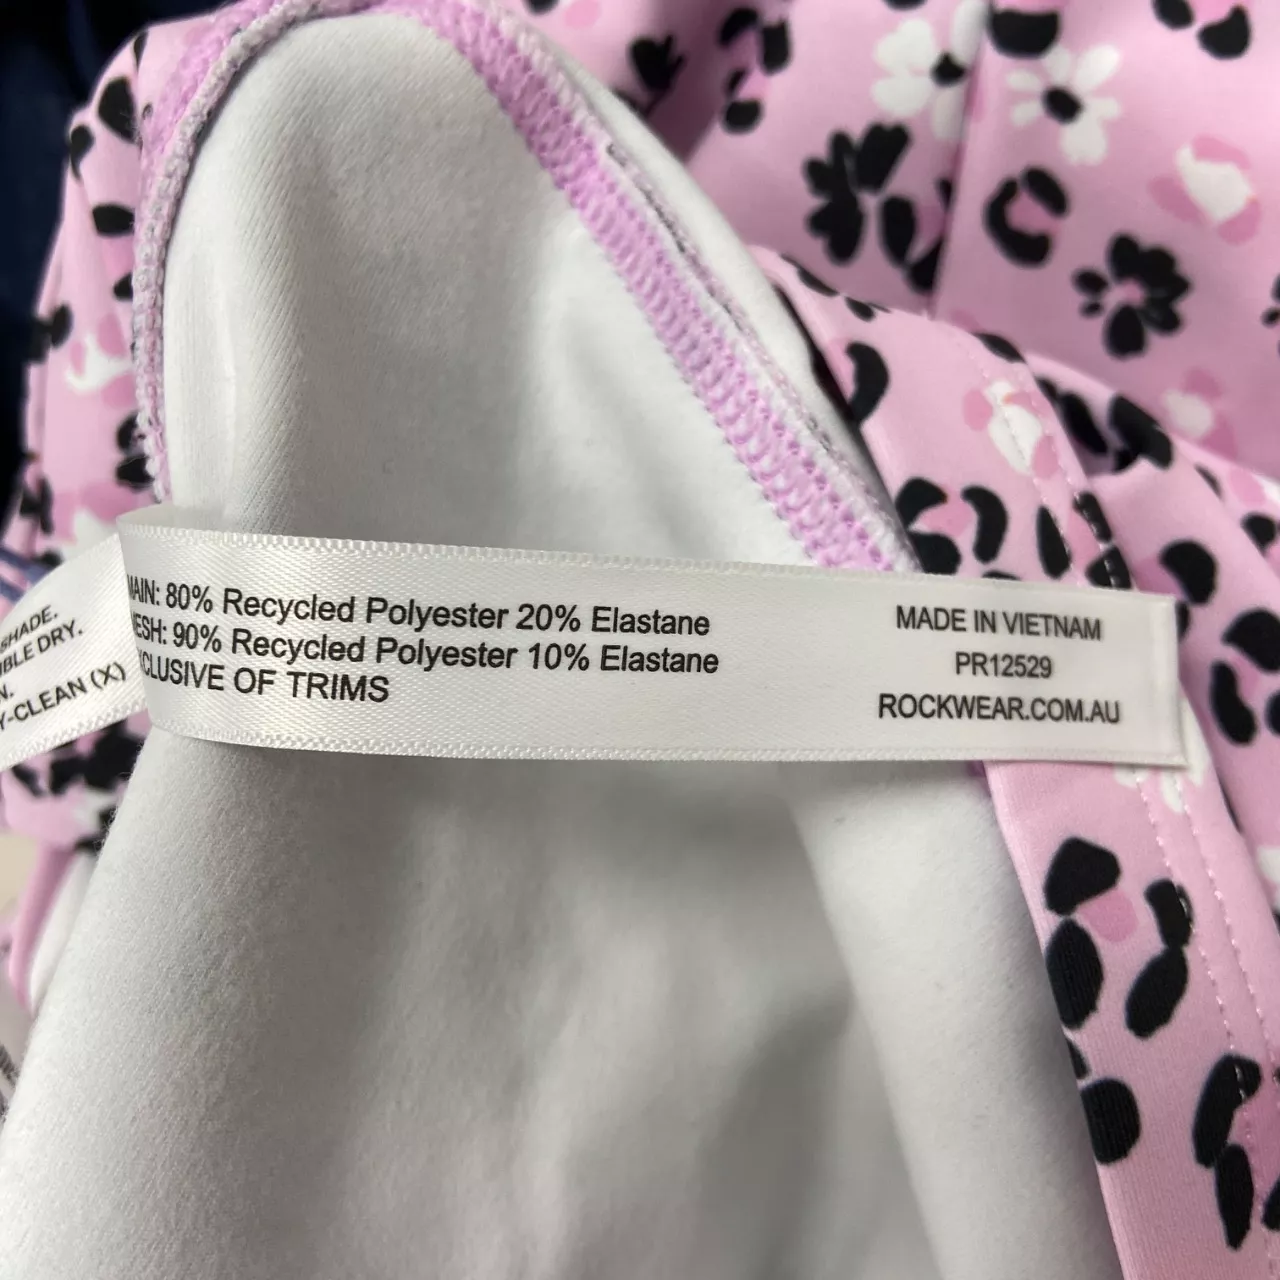 SHADE.
BLE DRY.
N.
Y-CLEAN (X)
MAIN: 80% Recycled Polyester 20% Elastane
ESH: 90% Recycled Polyester 10% Elastane
CLUSIVE OF TRIMS
MADE IN VIETNAM
PR12529
ROCKWEAR.COM.AU